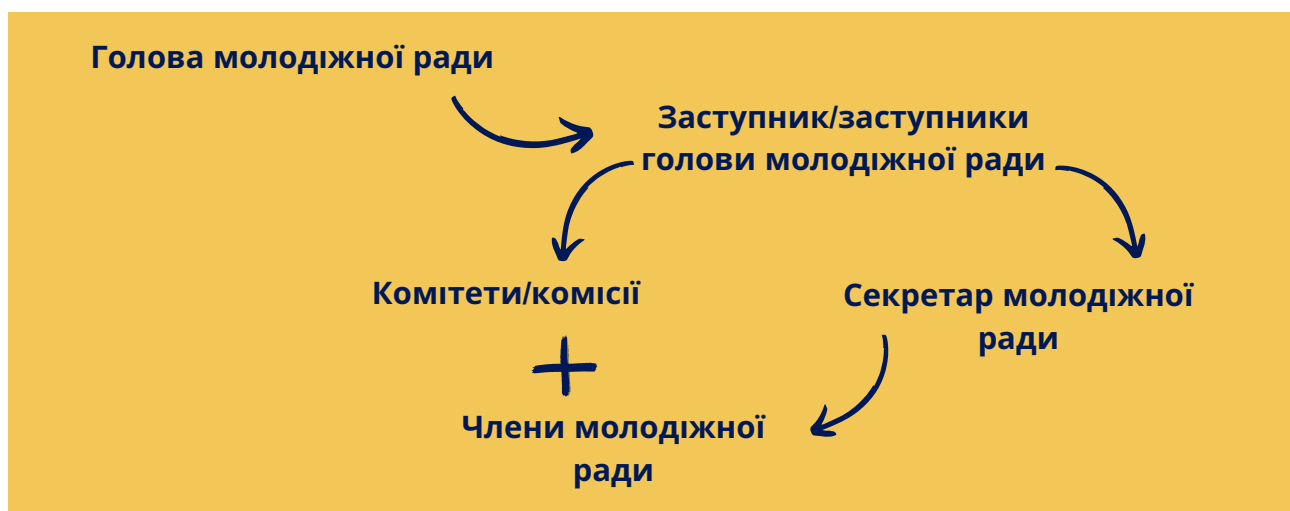 Голова молодіжної ради
Заступник/заступники
голови молодіжної ради
Комітети/комісії
Секретар молодіжної
ради
Члени молодіжної
ради